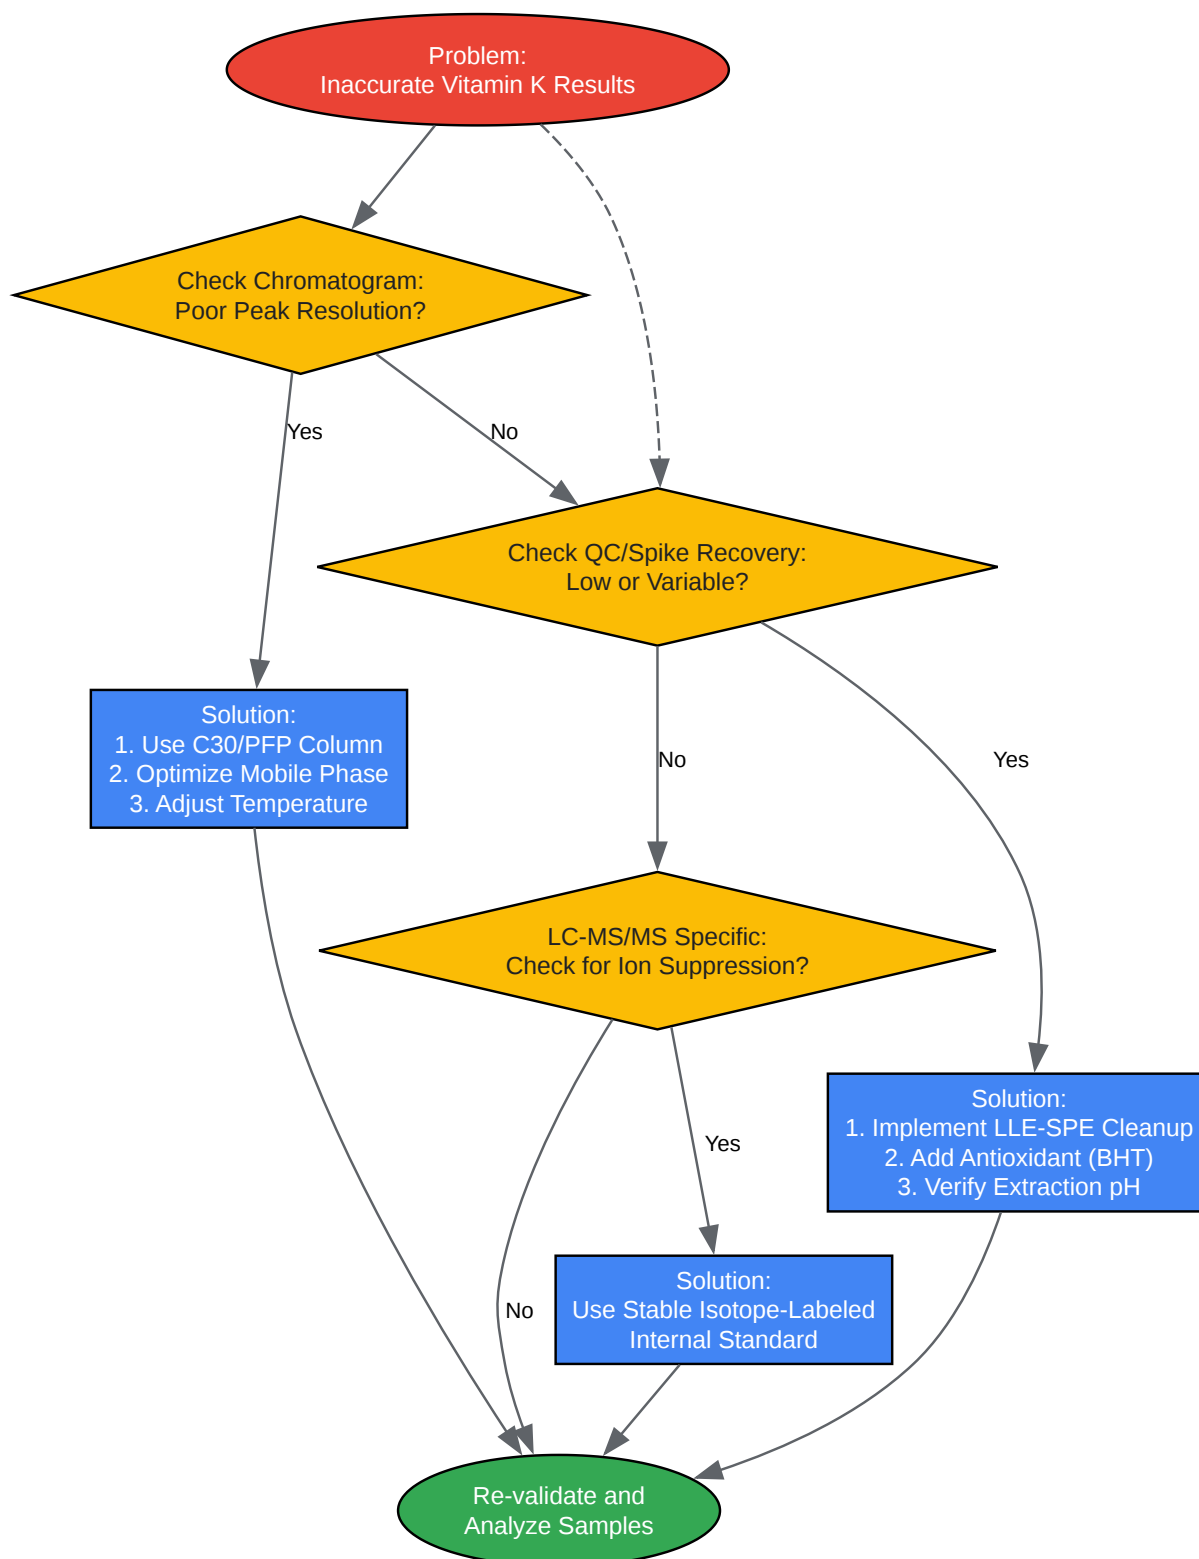 Problem:
Inaccurate Vitamin K Results
Check Chromatogram:
Poor Peak Resolution?
Yes
No
Check QC/Spike Recovery:
Low or Variable?
Solution:
1. Use C30/PFP Column
2. Optimize Mobile Phase
3. Adjust Temperature
No
Yes
LC-MS/MS Specific:
Check for Ion Suppression?
Solution:
1. Implement LLE-SPE Cleanup
2. Add Antioxidant (BHT)
3. Verify Extraction pH
Yes
No
Solution:
Use Stable Isotope-Labeled
Internal Standard
Re-validate and
Analyze Samples